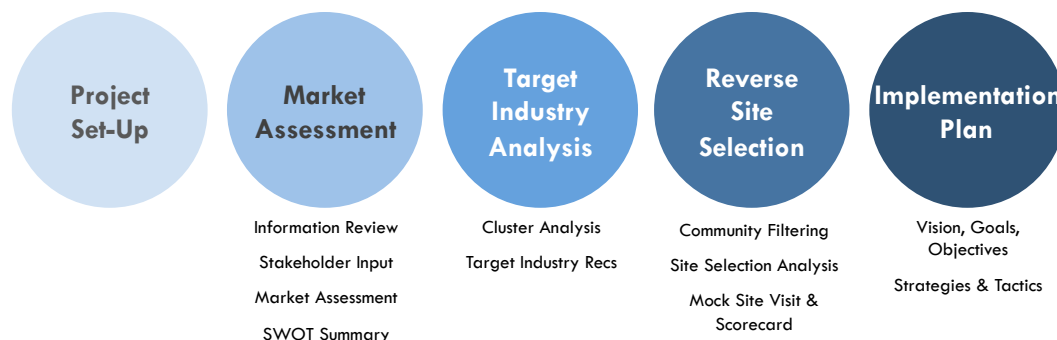 Project
Set-Up
Market
Assessment
Target
Industry
Analysis
Reverse
Site
Selection
Implementation
Plan
Information Review
Stakeholder Input
Market Assessment
SWOT Summary
Cluster Analysis
Target Industry Recs
Community Filtering
Site Selection Analysis
Mock Site Visit &
Scorecard
Vision, Goals,
Objectives
Strategies & Tactics